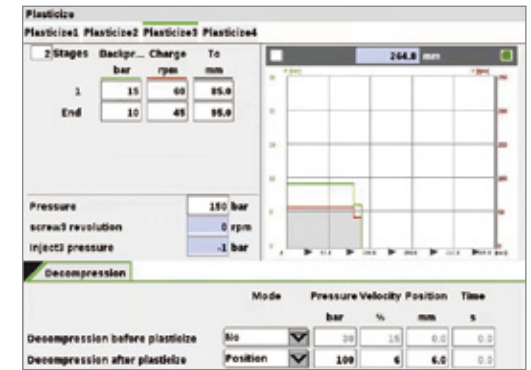 Plasticize
Plasticize1 Plasticize2 Plasticize3 Plasticize4
2 Stages Backpr... Charge To
bar rpm mm
1 15 60 85.0
End 10 45 95.0
264.8 mm
Pressure 150 bar
screw3 revolution 0 rpm
Inject3 pressure -1 bar
Decompression
Mode Pressure Velocity Position Time
bar % mm s
Decompression before plasticize No 30 15 0.0 0.0
Decompression after plasticize Position 100 6 6.0 0.0